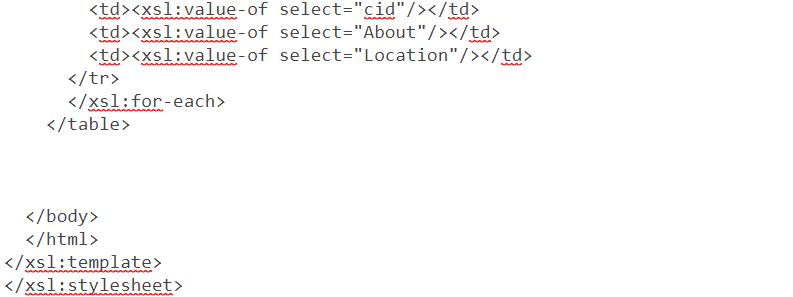 <td><xsl:value-of select="cid"/></td>
<td><xsl:value-of select="About"/></td>
<td><xsl:value-of select="Location"/></td>
</tr>
</xsl:for-each>
</table>
</body>
</html>
</xsl:template>
</xsl:stylesheet>